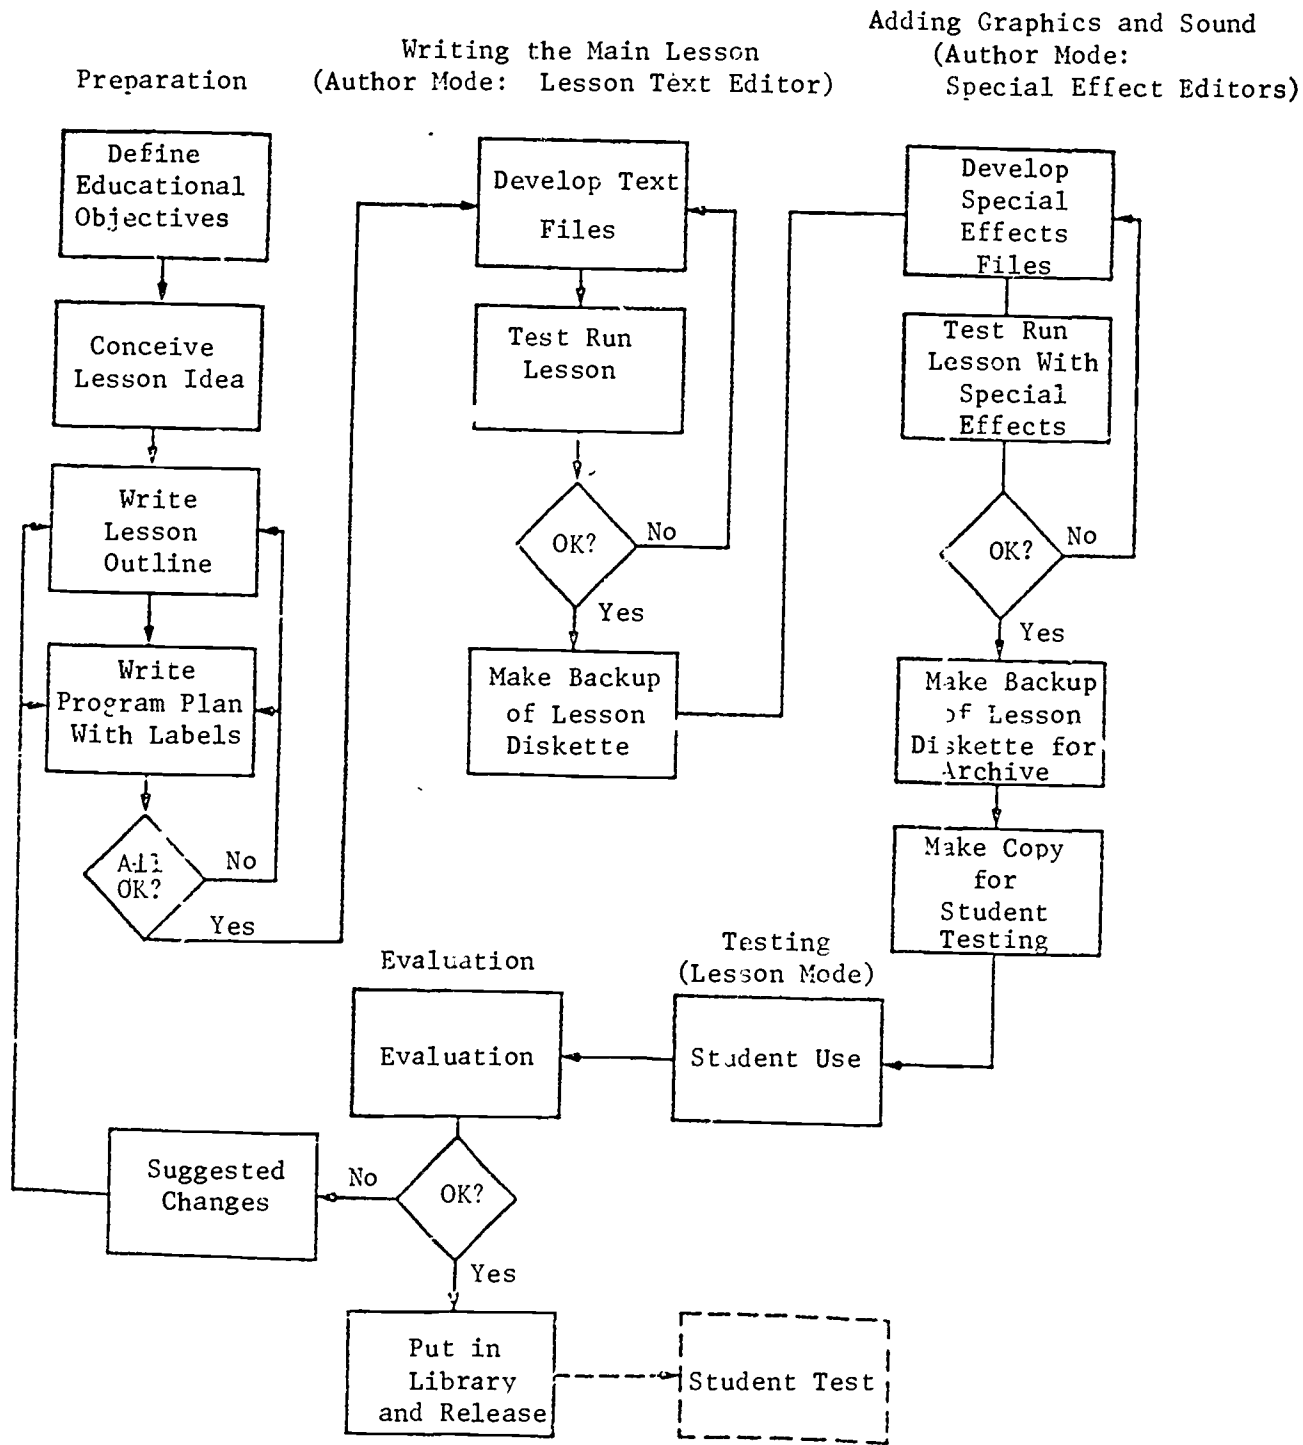 Preparation
Define
Educational
Objectives
Conceive
Lesson Idea
Write
Lesson
Outline
Write
Program Plan
With Labels
All
OK?
No
Yes
Writing the Main Lesson
(Author Mode: Lesson Text Editor)
Develop Text
Files
Test Run
Lesson
OK?
No
Yes
Make Backup
of Lesson
Diskette
Adding Graphics and Sound
(Author Mode:
Special Effect Editors)
Develop
Special
Effects
Files
Test Run
Lesson With
Special
Effects
OK?
No
Yes
Make Backup
of Lesson
Diskette for
Archive
Make Copy
for
Student
Testing
Testing
(Lesson Mode)
Student Use
Evaluation
Evaluation
OK?
No
Suggested
Changes
Yes
Put in
Library
and Release
Student Test